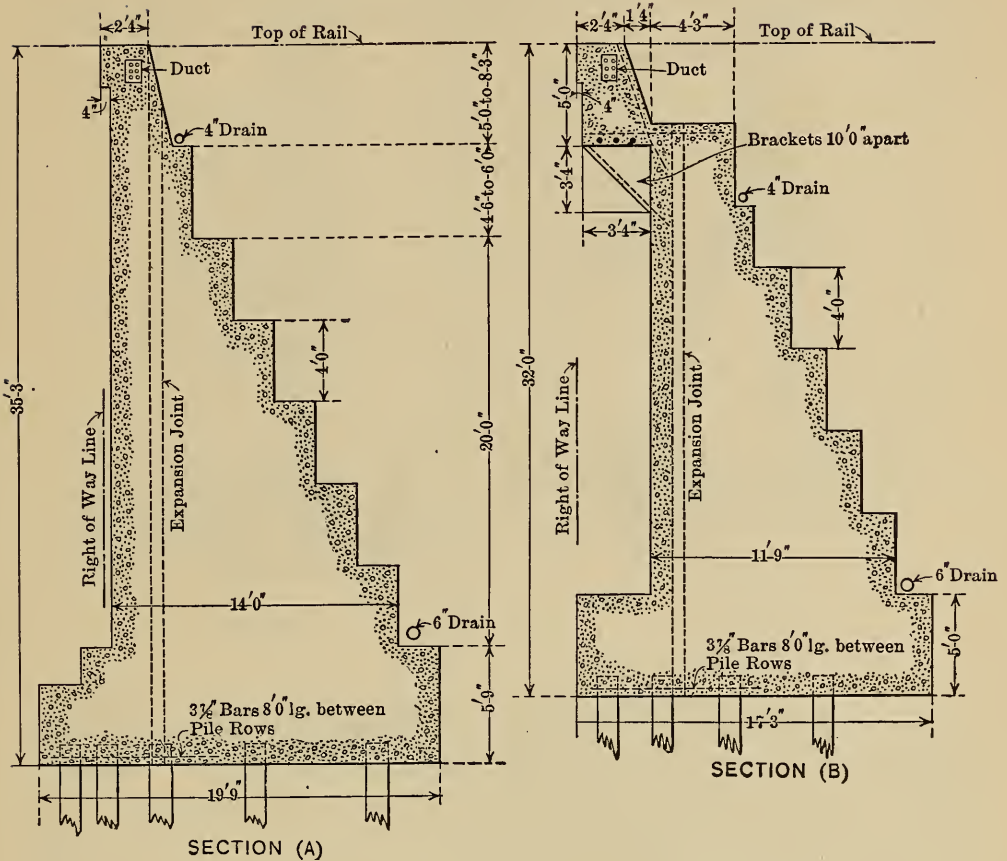 2'4"
Top of Rail
Duct
4"
4" Drain
5'0"-to-8'-3"
4'-6-to-6'0"
35'-3"
4'-0"
20'-0"
Right of Way Line
Expansion Joint
14'0"
6" Drain
3⅞" Bars 8'0" lg. between
Pile Rows
5'-9"
19'9"
SECTION (A)
2'-4"
1'4"
4'-3"
Top of Rail
Duct
5'-0"
4"
Brackets 10'0" apart
3'-4"
3'-4"
4" Drain
4'-0"
32'-0"
Right of Way Line
Expansion Joint
11'-9"
6" Drain
3⅞" Bars 8'0" lg. between
Pile Rows
5'-0"
17'3"
SECTION (B)